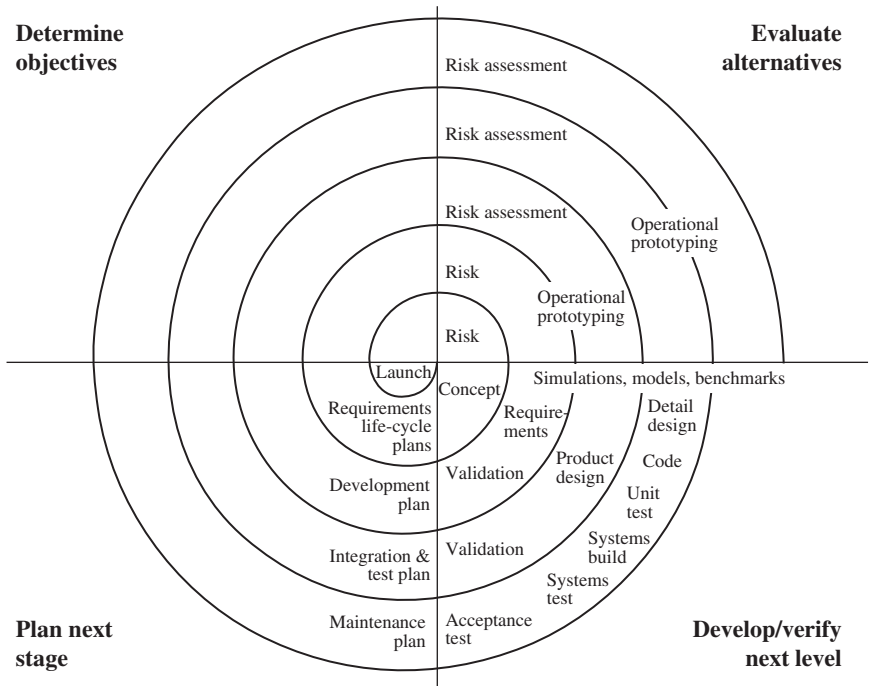 Determine
objectives
Evaluate
alternatives
Risk assessment
Risk assessment
Risk assessment
Operational
prototyping
Risk
Operational
prototyping
Risk
Launch
Concept
Simulations, models, benchmarks
Requirements
life-cycle
plans
Require-
ments
Detail
design
Development
plan
Validation
Product
design
Code
Unit
test
Integration &
test plan
Validation
Systems
build
Systems
test
Maintenance
plan
Acceptance
test
Plan next
stage
Develop/verify
next level